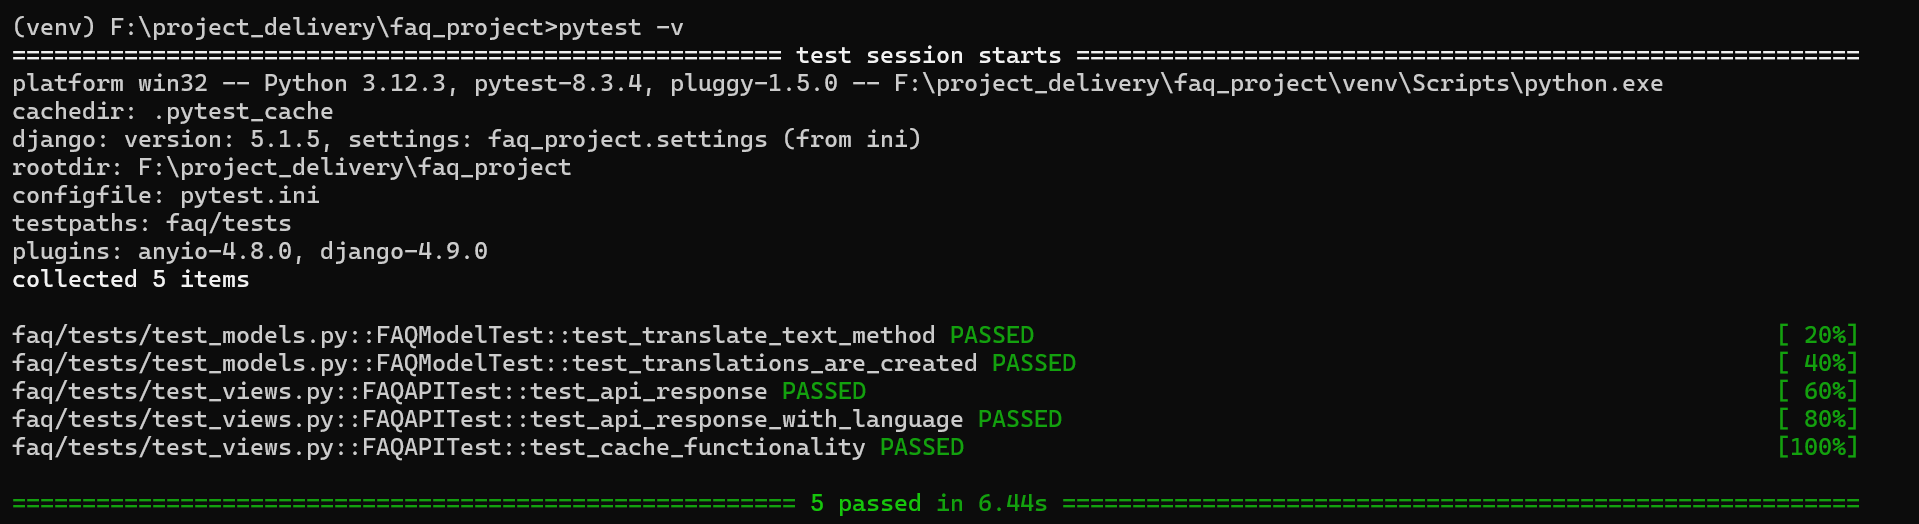 (venv) F:\project_delivery\faq_project>pytest -v
======================================================= test session starts ========================================================
platform win32 -- Python 3.12.3, pytest-8.3.4, pluggy-1.5.0 -- F:\project_delivery\faq_project\venv\Scripts\python.exe
cachedir: .pytest_cache
django: version: 5.1.5, settings: faq_project.settings (from ini)
rootdir: F:\project_delivery\faq_project
configfile: pytest.ini
testpaths: faq/tests
plugins: anyio-4.8.0, django-4.9.0
collected 5 items
faq/tests/test_models.py::FAQModelTest::test_translate_text_method PASSED [ 20%]
faq/tests/test_models.py::FAQModelTest::test_translations_are_created PASSED [ 40%]
faq/tests/test_views.py::FAQAPITest::test_api_response PASSED [ 60%]
faq/tests/test_views.py::FAQAPITest::test_api_response_with_language PASSED [ 80%]
faq/tests/test_views.py::FAQAPITest::test_cache_functionality PASSED [100%]
======================================================== 5 passed in 6.44s =========================================================